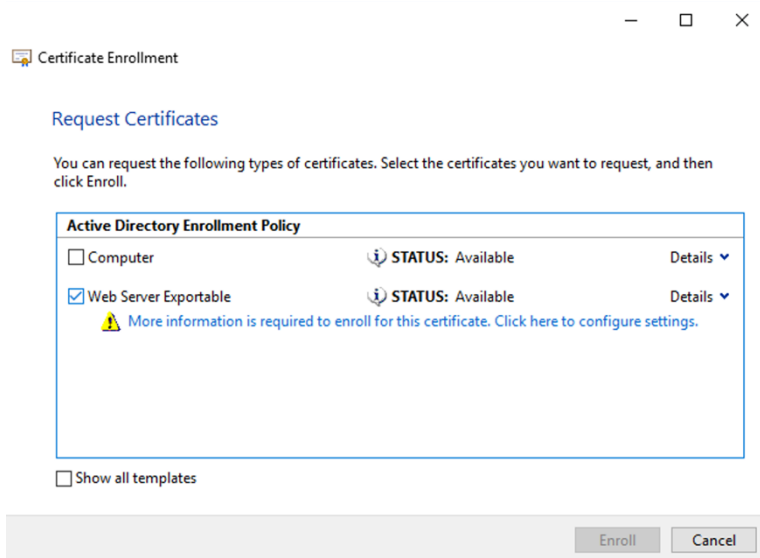 Certificate Enrollment
Request Certificates
You can request the following types of certificates. Select the certificates you want to request, and then
click Enroll.
Active Directory Enrollment Policy
Computer STATUS: Available Details
Web Server Exportable STATUS: Available Details
More information is required to enroll for this certificate. Click here to configure settings.
Show all templates
Enroll Cancel